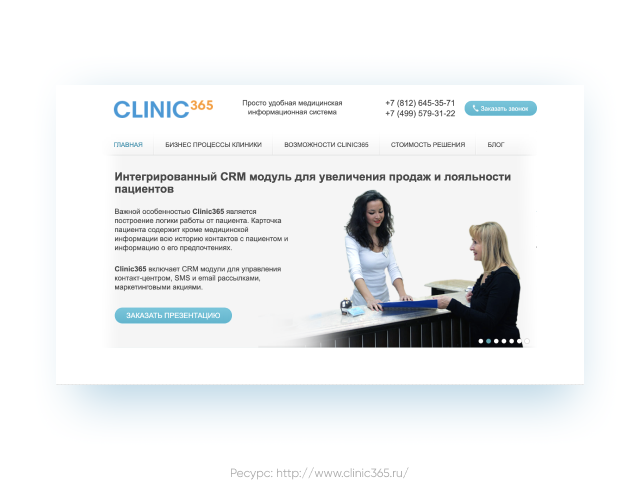 CLINIC365
Просто удобная медицинская
информационная система
+7 (812) 645-35-71
+7 (499) 579-31-22
Заказать звонок
ГЛАВНАЯ
БИЗНЕС ПРОЦЕССЫ КЛИНИКИ
ВОЗМОЖНОСТИ CLINIC365
СТОИМОСТЬ РЕШЕНИЯ
БЛОГ
Интегрированный CRM модуль для увеличения продаж и лояльности
пациентов
Важной особенностью Clinic365 является
построение логики работы от пациента. Карточка
пациента содержит кроме медицинской
информации всю историю контактов с пациентом и
информацию о его предпочтениях.
Clinic365 включает CRM модули для управления
контакт-центром, SMS и email рассылками,
маркетинговыми акциями.
ЗАКАЗАТЬ ПРЕЗЕНТАЦИЮ
Ресурс: http://www.clinic365.ru/